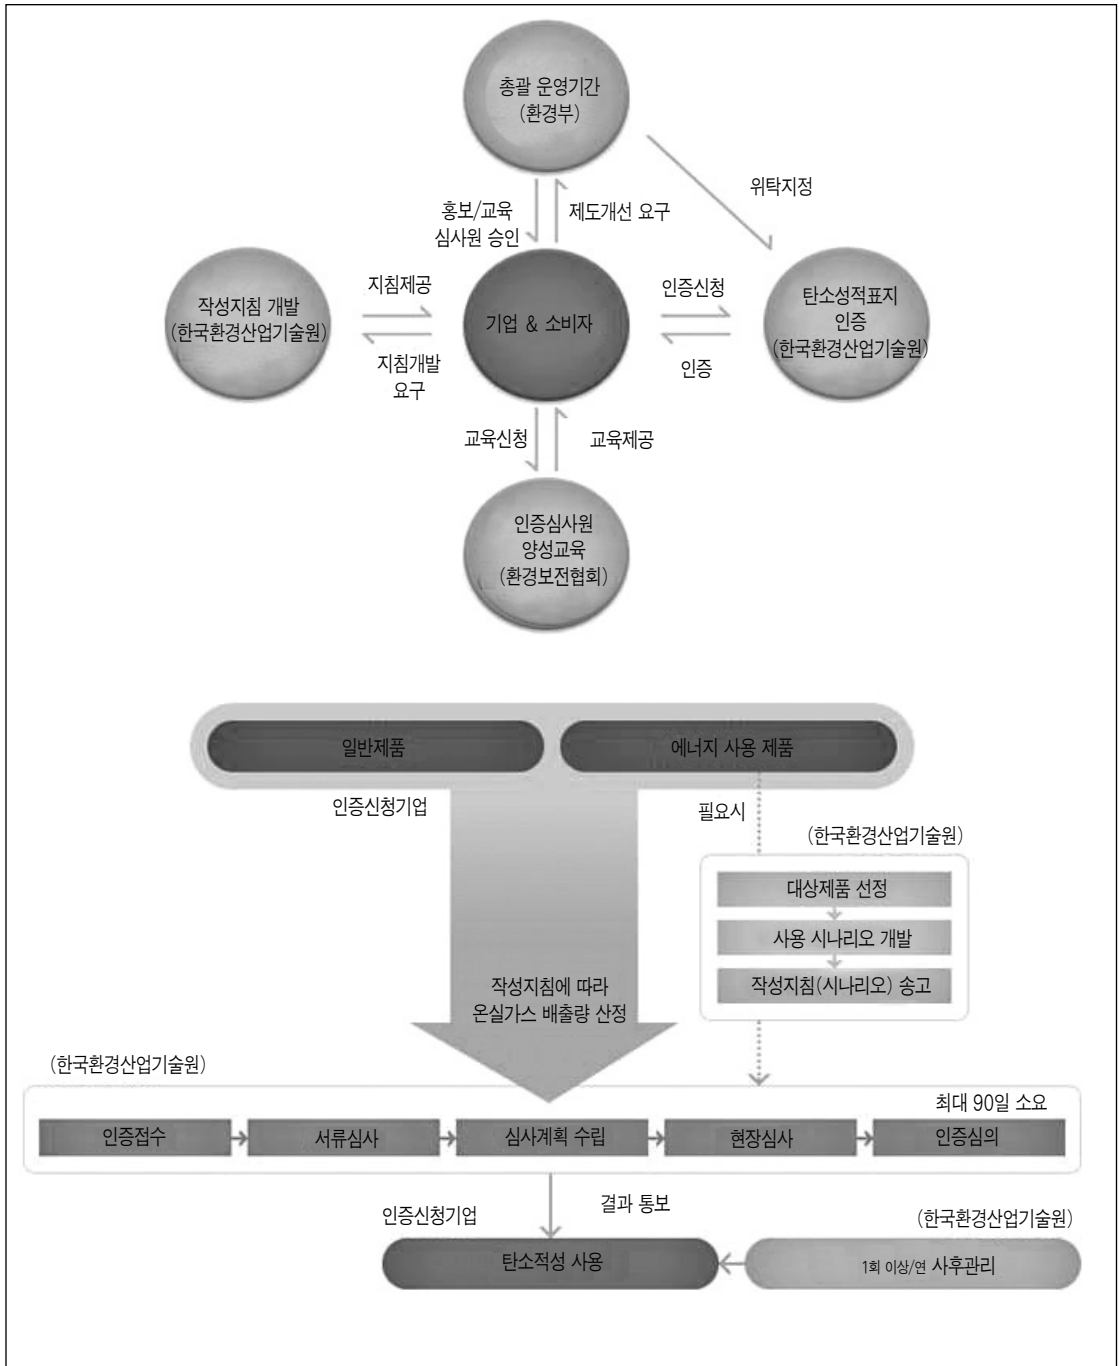 총괄 운영기간
(환경부)
위탁지정
홍보/교육
심사원 승인
제도개선 요구
작성지침 개발
(한국환경산업기술원)
지침제공
지침개발
요구
기업 & 소비자
인증신청
인증
탄소성적표지
인증
(한국환경산업기술원)
교육신청
교육제공
인증심사원
양성교육
(환경보전협회)
일반제품
에너지 사용 제품
인증신청기업
필요시
(한국환경산업기술원)
대상제품 선정
사용 시나리오 개발
작성지침(시나리오) 송고
작성지침에 따라
온실가스 배출량 산정
(한국환경산업기술원)
최대 90일 소요
인증접수
서류심사
심사계획 수립
현장심사
인증심의
결과 통보
인증신청기업
탄소적성 사용
(한국환경산업기술원)
1회 이상/연 사후관리